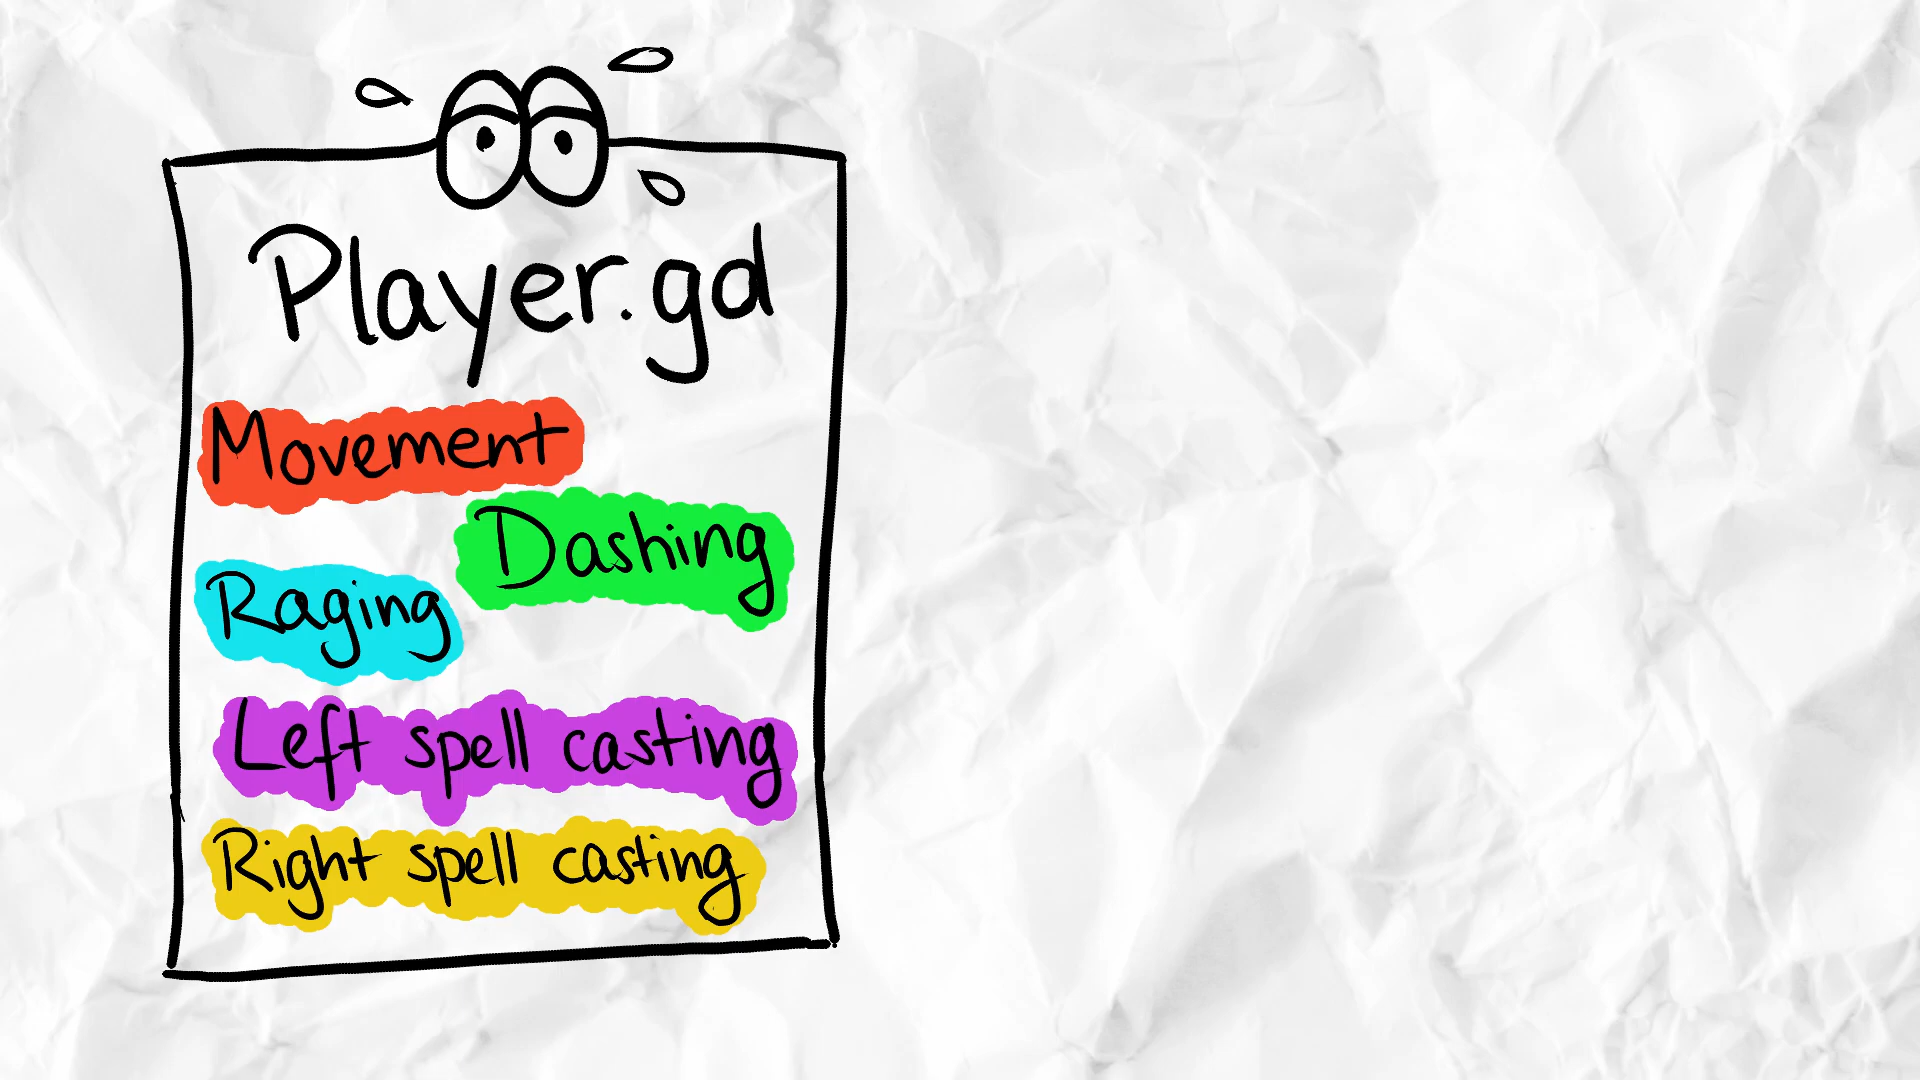 Player.gd
Movement
Dashing
Raging
Left spell casting
Right spell casting